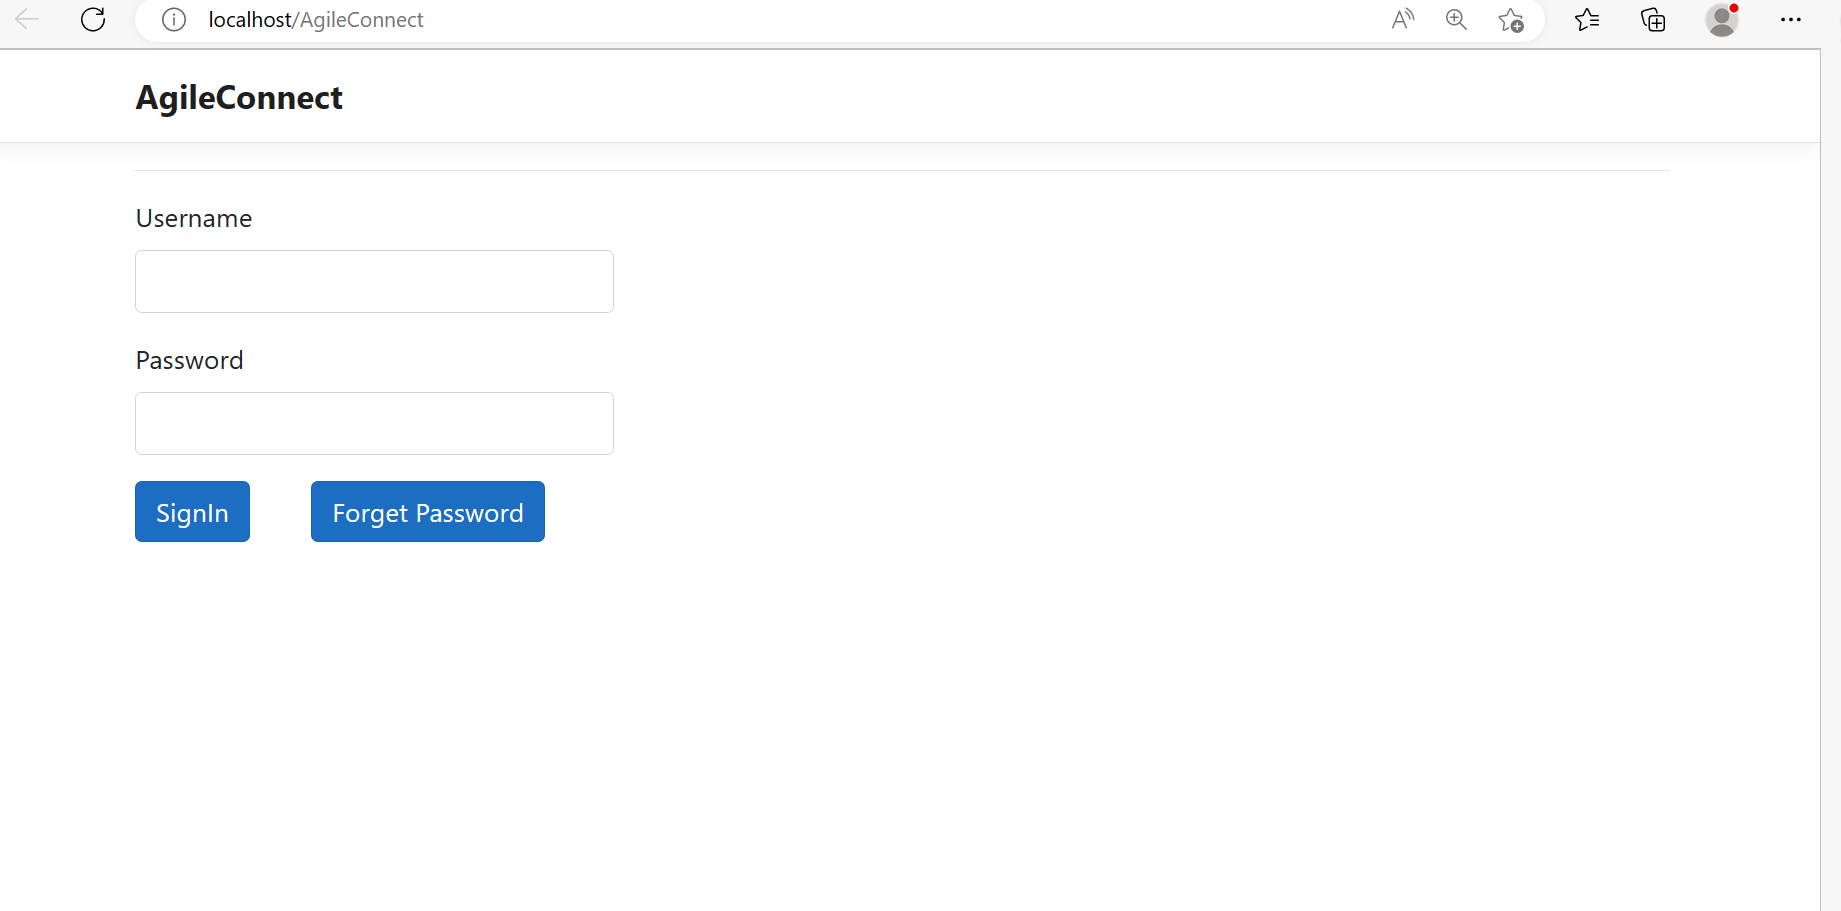 localhost/AgileConnect
AgileConnect
Username
Password
SignIn Forget Password